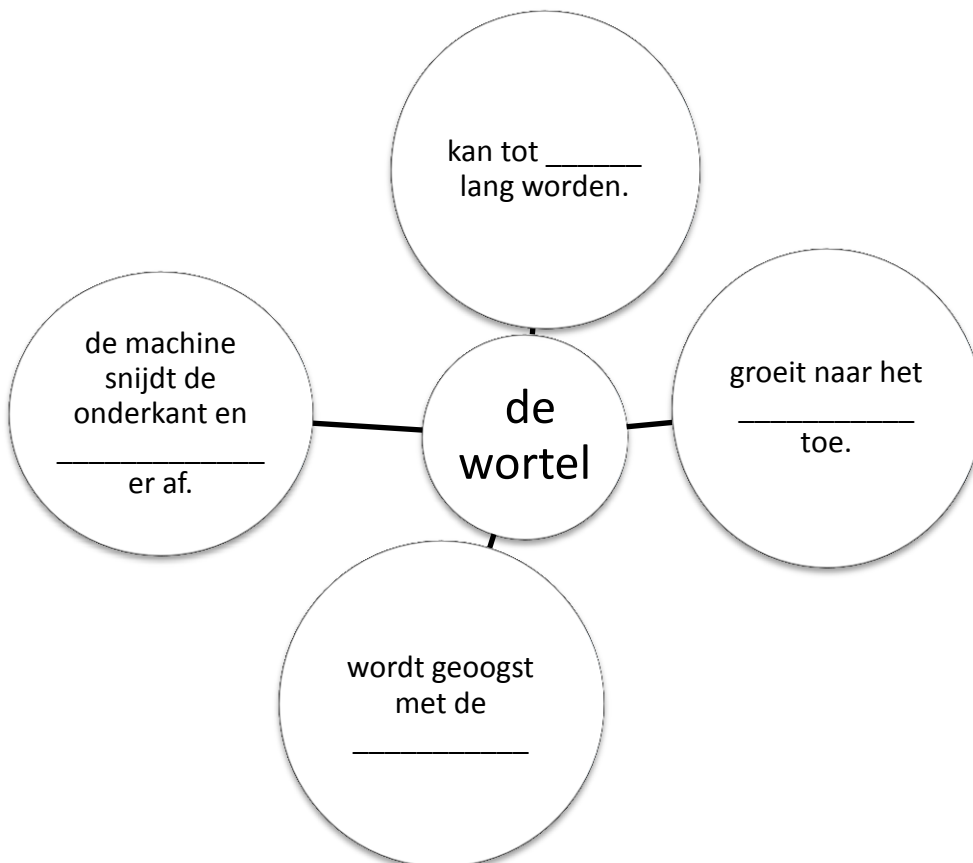 kan tot ______
lang worden.
de machine
snijdt de
onderkant en
_____________
er af.
de
wortel
groeit naar het
___________
toe.
wordt geoogst
met de
___________